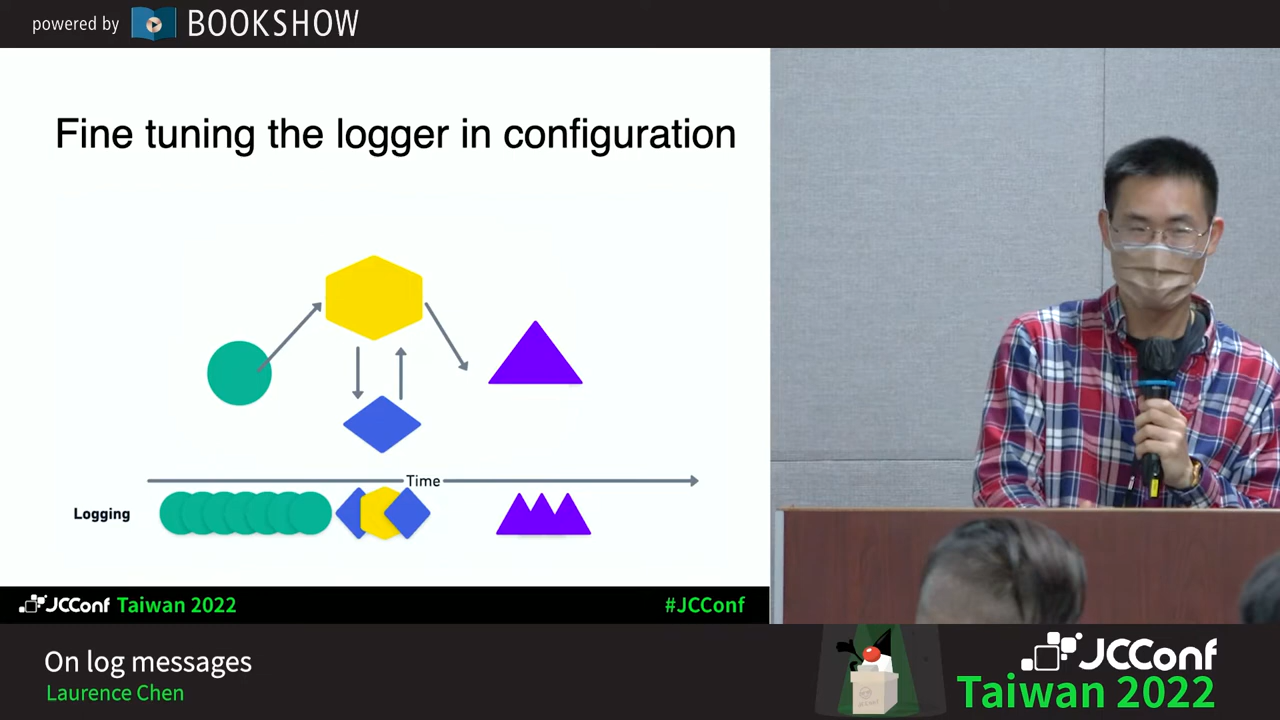 powered by BOOKSHOW
Fine tuning the logger in configuration
Time
Logging
JCConf Taiwan 2022
#JCConf
On log messages
Laurence Chen
JCConf
Taiwan 2022